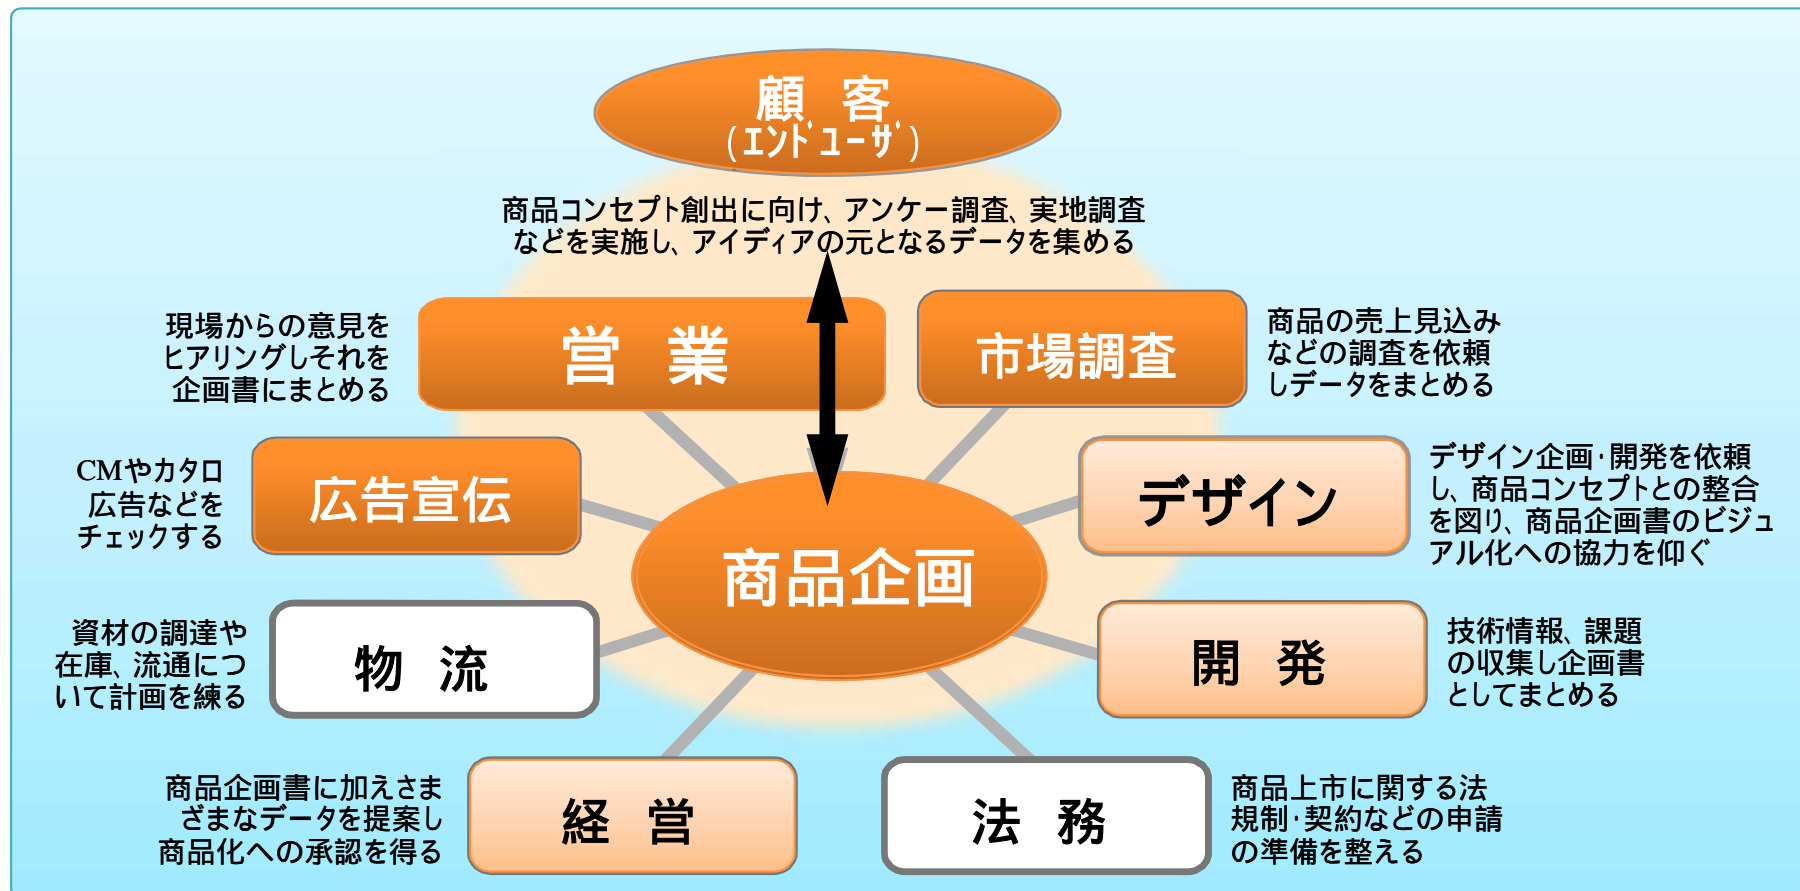 顧 客
(ｴﾝﾄﾞﾕｰｻﾞ)
商品コンセプト創出に向け、アンケー調査、実地調査
などを実施し、アイディアの元となるデータを集める
現場からの意見を
ヒアリングしそれを
企画書にまとめる
営 業
市場調査
商品の売上見込み
などの調査を依頼
しデータをまとめる
CMやカタロ
広告などを
チェックする
広告宣伝
デザイン
デザイン企画・開発を依頼
し、商品コンセプトとの整合
を図り、商品企画書のビジュ
アル化への協力を仰ぐ
商品企画
資材の調達や
在庫、流通につ
いて計画を練る
物 流
開 発
技術情報、課題
の収集し企画書
としてまとめる
商品企画書に加えさま
ざまなデータを提案し
商品化への承認を得る
経 営
法 務
商品上市に関する法
規制・契約などの申請
の準備を整える